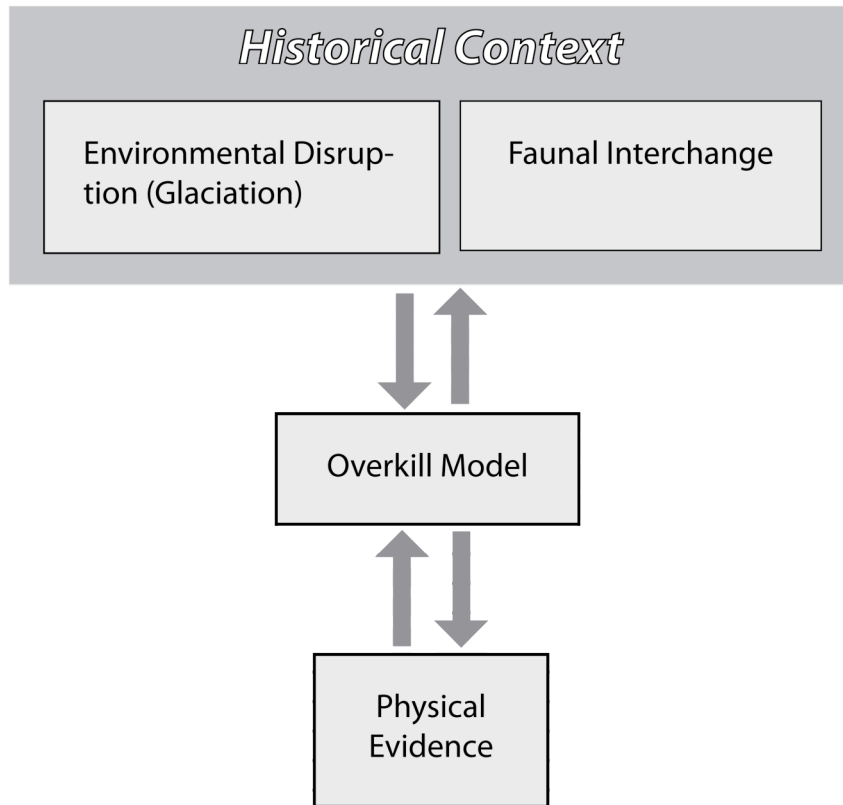 Historical Context
Environmental Disrup-
tion (Glaciation)
Faunal Interchange
Overkill Model
Physical
Evidence